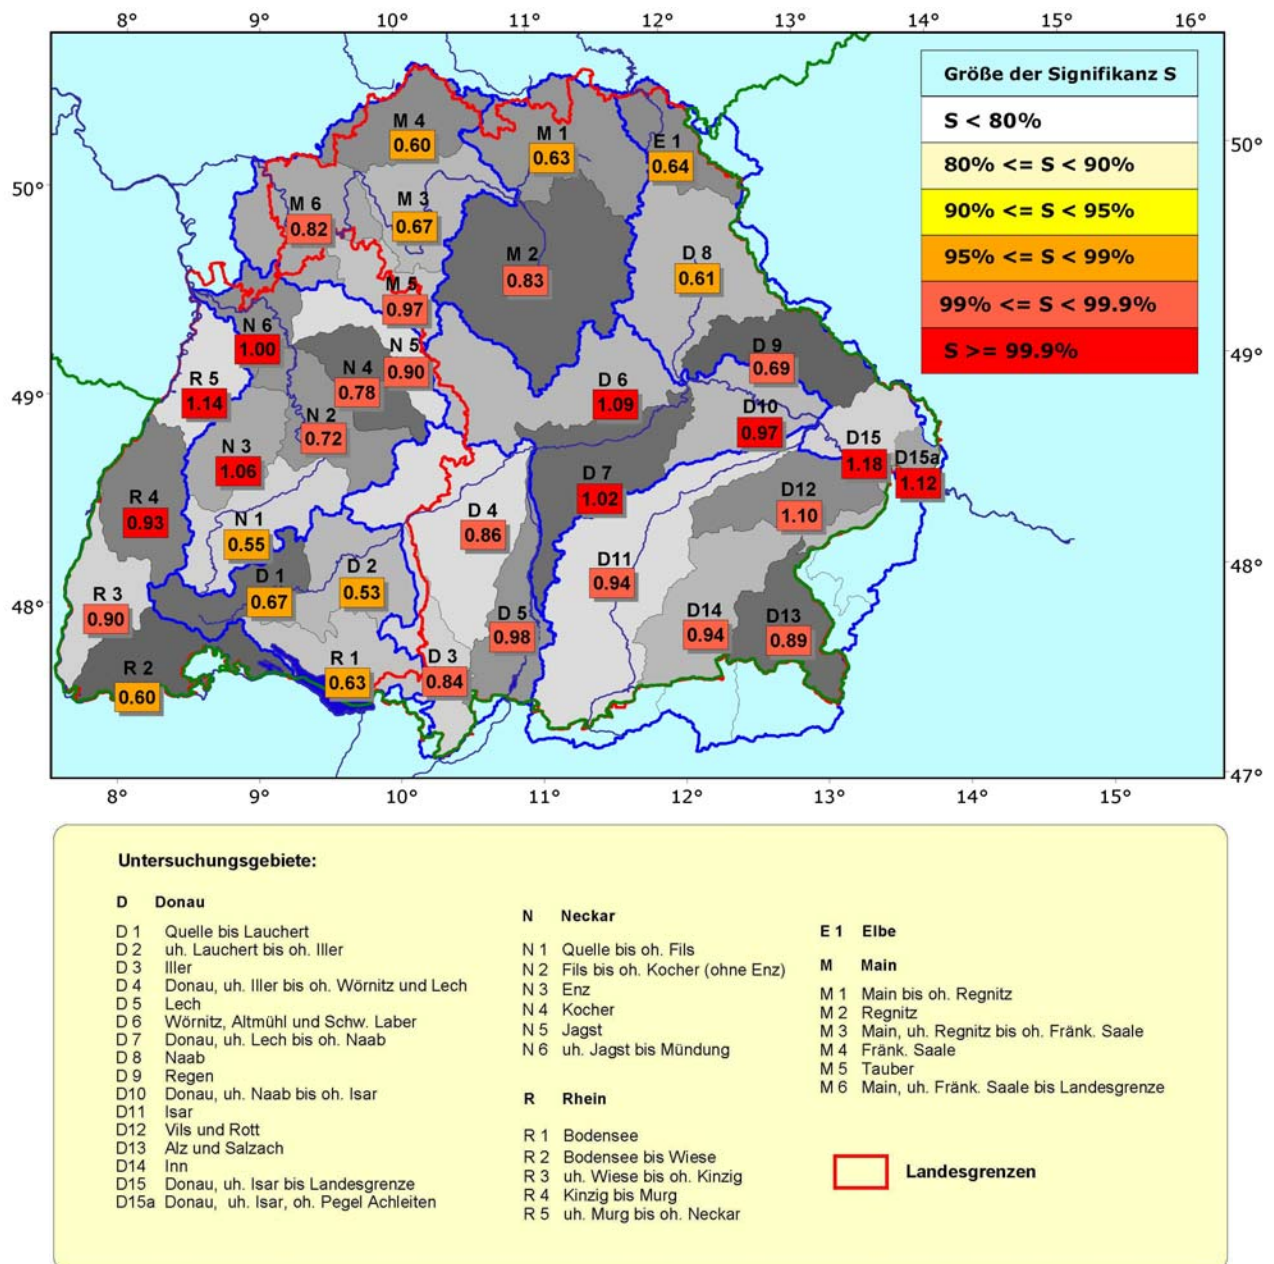 8° 9° 10° 11° 12° 13° 14° 15° 16°
Größe der Signifikanz S
S < 80%
80% <= S < 90%
90% <= S < 95%
95% <= S < 99%
99% <= S < 99.9%
S >= 99.9%
50° 50°
49° 49°
48° 48°
47°
M 4
0.60
M 1
0.63
E 1
0.64
M 6
0.82
M 3
0.67
M 2
0.83
D 8
0.61
M 5
0.97
N 6
1.00
N 5
0.90
N 4
0.78
D 9
0.69
R 5
1.14
D 6
1.09
N 2
0.72
D10
0.97
N 3
1.06
D15
1.18
D15a
1.12
D 7
1.02
R 4
0.93
D12
1.10
N 1
0.55
D 4
0.86
D 1
0.67
D 2
0.53
D11
0.94
R 3
0.90
D 5
0.98
D14
0.94
D13
0.89
R 2
0.60
R 1
0.63
D 3
0.84
8° 9° 10° 11° 12° 13° 14° 15°
Untersuchungsgebiete:
D Donau
D 1 Quelle bis Lauchert
D 2 uh. Lauchert bis oh. Iller
D 3 Iller
D 4 Donau, uh. Iller bis oh. Wörnitz und Lech
D 5 Lech
D 6 Wörnitz, Altmühl und Schw. Laber
D 7 Donau, uh. Lech bis oh. Naab
D 8 Naab
D 9 Regen
D10 Donau, uh. Naab bis oh. Isar
D11 Isar
D12 Vils und Rott
D13 Alz und Salzach
D14 Inn
D15 Donau, uh. Isar bis Landesgrenze
D15a Donau, uh. Isar, oh. Pegel Achleiten
N Neckar
N 1 Quelle bis oh. Fils
N 2 Fils bis oh. Kocher (ohne Enz)
N 3 Enz
N 4 Kocher
N 5 Jagst
N 6 uh. Jagst bis Mündung
R Rhein
R 1 Bodensee
R 2 Bodensee bis Wiese
R 3 uh. Wiese bis oh. Kinzig
R 4 Kinzig bis Murg
R 5 uh. Murg bis oh. Neckar
E 1 Elbe
M Main
M 1 Main bis oh. Regnitz
M 2 Regnitz
M 3 Main, uh. Regnitz bis oh. Fränk. Saale
M 4 Fränk. Saale
M 5 Tauber
M 6 Main, uh. Fränk. Saale bis Landesgrenze
Landesgrenzen